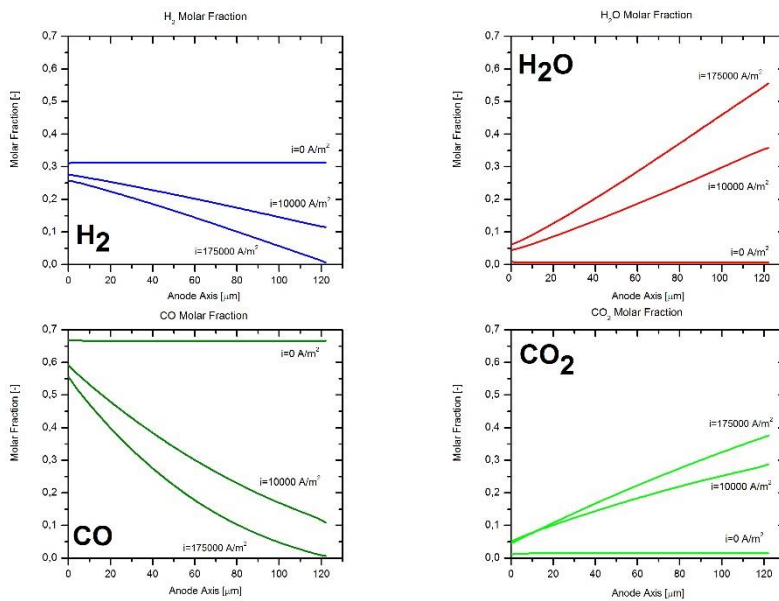 H₂ Molar Fraction
0,7
0,6
0,5
0,4
0,3
0,2
0,1
0,0
Molar Fraction [-]
i=0 A/m²
i=10000 A/m²
i=175000 A/m²
H₂
0 20 40 60 80 100 120
Anode Axis [μm]
H₂O Molar Fraction
0,7
0,6
0,5
0,4
0,3
0,2
0,1
0,0
Molar Fraction [-]
H₂O
i=175000 A/m²
i=10000 A/m²
i=0 A/m²
0 20 40 60 80 100 120
Anode Axis [μm]
CO Molar Fraction
0,7
0,6
0,5
0,4
0,3
0,2
0,1
0,0
Molar Fraction [-]
i=0 A/m²
i=10000 A/m²
i=175000 A/m²
CO
0 20 40 60 80 100 120
Anode Axis [μm]
CO₂ Molar Fraction
0,7
0,6
0,5
0,4
0,3
0,2
0,1
0,0
Molar Fraction [-]
CO₂
i=175000 A/m²
i=10000 A/m²
i=0 A/m²
0 20 40 60 80 100 120
Anode Axis [μm]